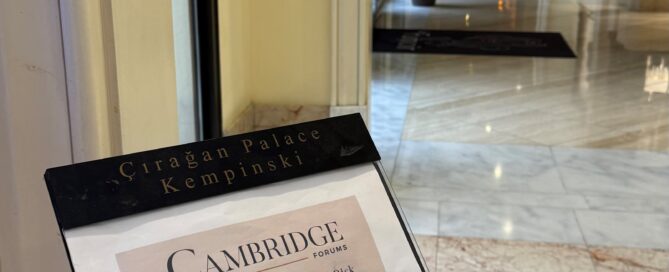 Çırağan Palace
Kempinski
CAMBRIDGE
FORUMS